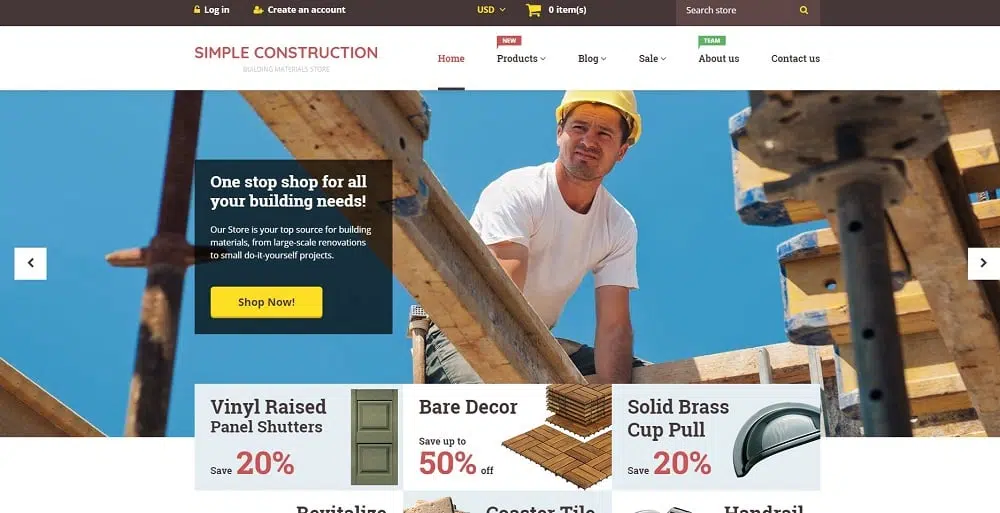 Log in
Create an account
USD
0 item(s)
Search store
SIMPLE CONSTRUCTION
BUILDING MATERIALS STORE
NEW
TEAM
Home
Products
Blog
Sale
About us
Contact us
One stop shop for all
your building needs!
Our Store is your top source for building
materials, from large-scale renovations
to small do-it-yourself projects.
Shop Now!
Vinyl Raised
Panel Shutters
Save 20%
Bare Decor
Save up to
50% off
Solid Brass
Cup Pull
Save 20%
Revitalize
Coaster Tile
Handrail